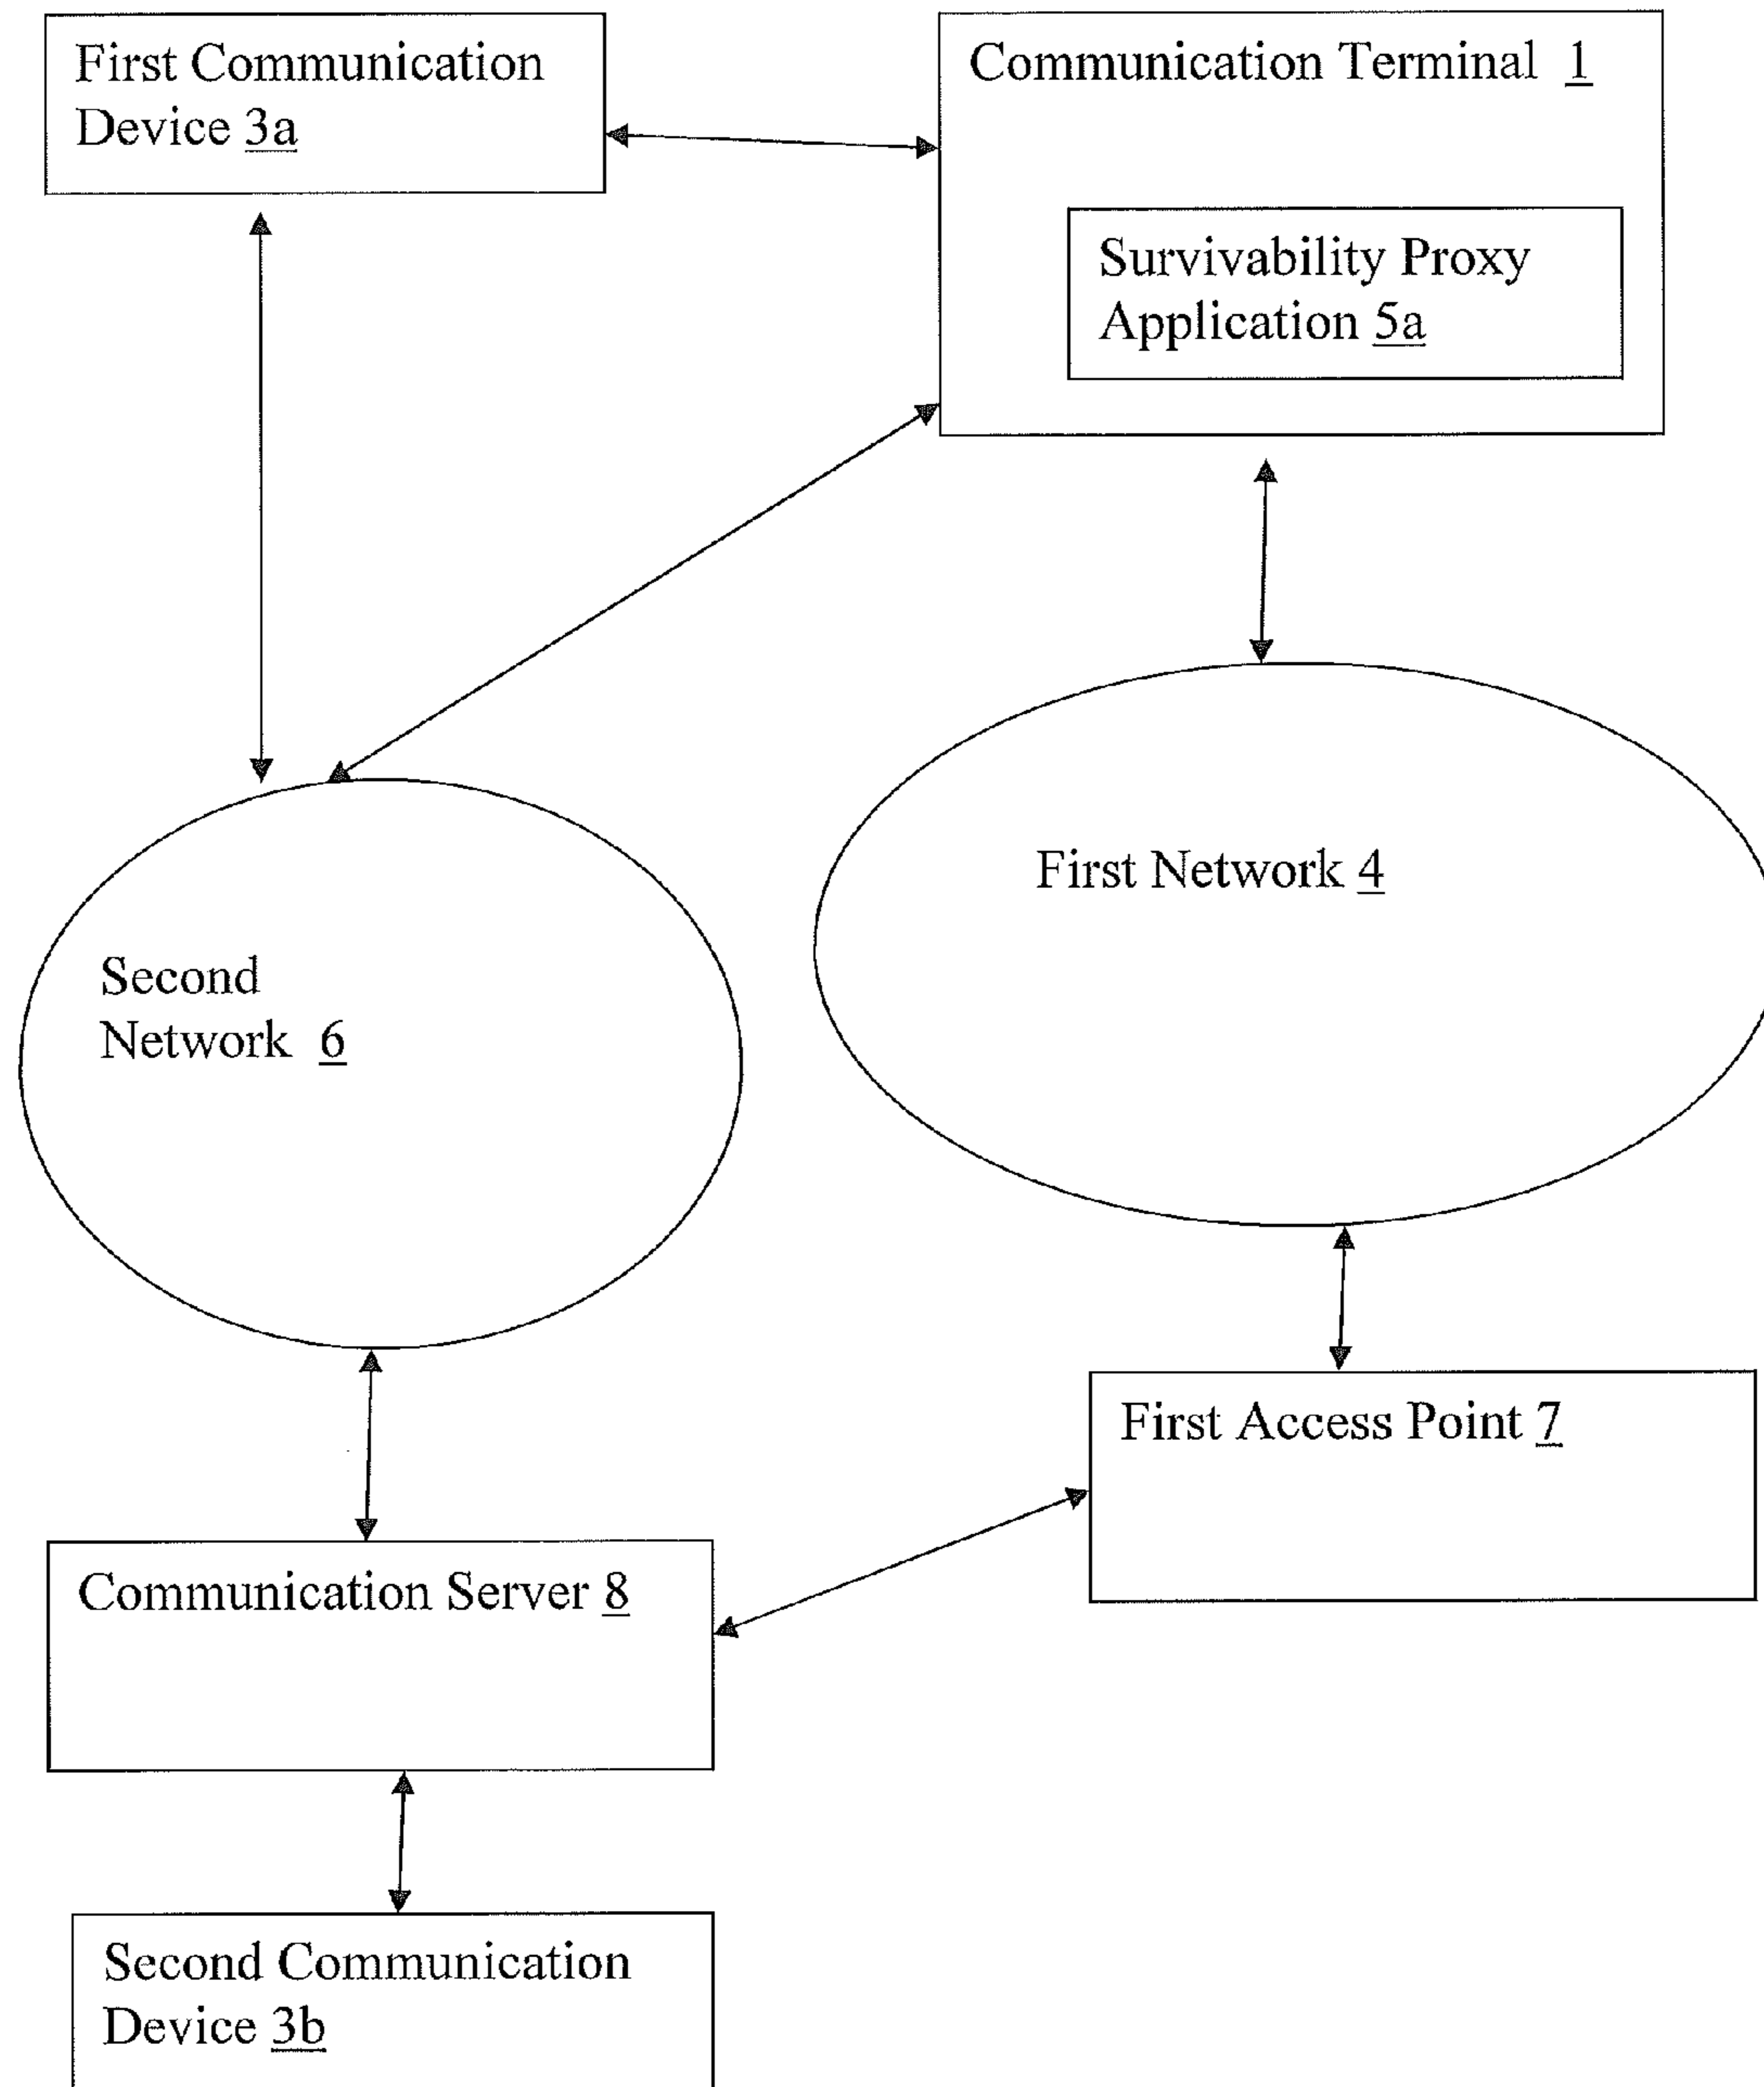 First Communication
Device 3a
Communication Terminal 1
Survivability Proxy
Application 5a
First Network 4
Second
Network 6
First Access Point 7
Communication Server 8
Second Communication
Device 3b